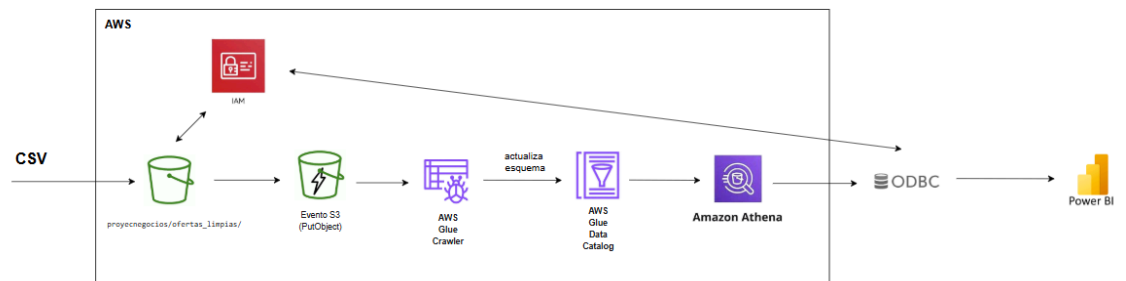 AWS
IAM
CSV
proyecnegocios/ofertas_limpias/
Evento S3
(PutObject)
AWS
Glue
Crawler
actualiza
esquema
AWS
Glue
Data
Catalog
Amazon Athena
ODBC
Power BI